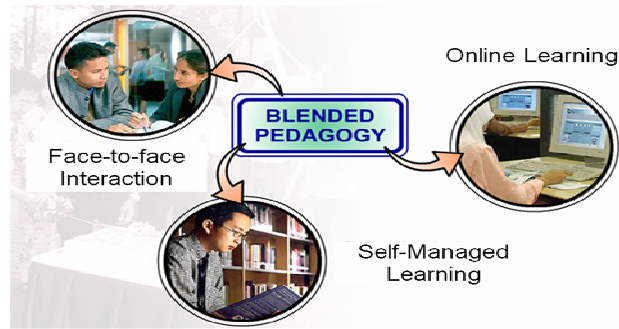 Online Learning
BLENDED
PEDAGOGY
Face-to-face
Interaction
Self-Managed
Learning